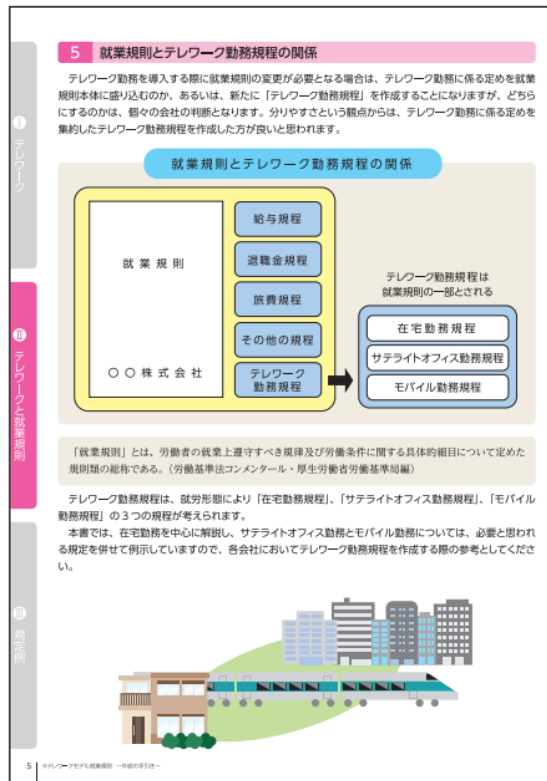 5 就業規則とテレワーク勤務規程の関係
テレワーク勤務を導入する際に就業規則の変更が必要となる場合は、テレワーク勤務に係る定めを就業
規則本体に盛り込むのか、あるいは、新たに「テレワーク勤務規程」を作成することになりますが、どちら
にするのかは、個々の会社の判断となります。分りやすさという観点からは、テレワーク勤務に係る定めを
集約したテレワーク勤務規程を作成した方が良いと思われます。
就業規則とテレワーク勤務規程の関係
就業規則
〇〇株式会社
給与規程
退職金規程
旅費規程
その他の規程
テレワーク
勤務規程
テレワーク勤務規程は
就業規則の一部とされる
在宅勤務規程
サテライトオフィス勤務規程
モバイル勤務規程
「就業規則」とは、労働者の就業上遵守すべき規律及び労働条件に関する具体的細目について定めた
規則類の総称である。(労働基準法コンメンタール・厚生労働省労働基準局編)
テレワーク勤務規程は、就労形態により「在宅勤務規程」、「サテライトオフィス勤務規程」、「モバイル
勤務規程」の3つの規程が考えられます。
本書では、在宅勤務を中心に解説し、サテライトオフィス勤務とモバイル勤務については、必要と思われ
る規定を併せて例示していますので、各会社においてテレワーク勤務規程を作成する際の参考としてくださ
い。
Ⅰ テレワーク
Ⅱ テレワークと就業規則
Ⅲ 規定例
5 ※テレワークモデル就業規則 〜作成の手引き〜